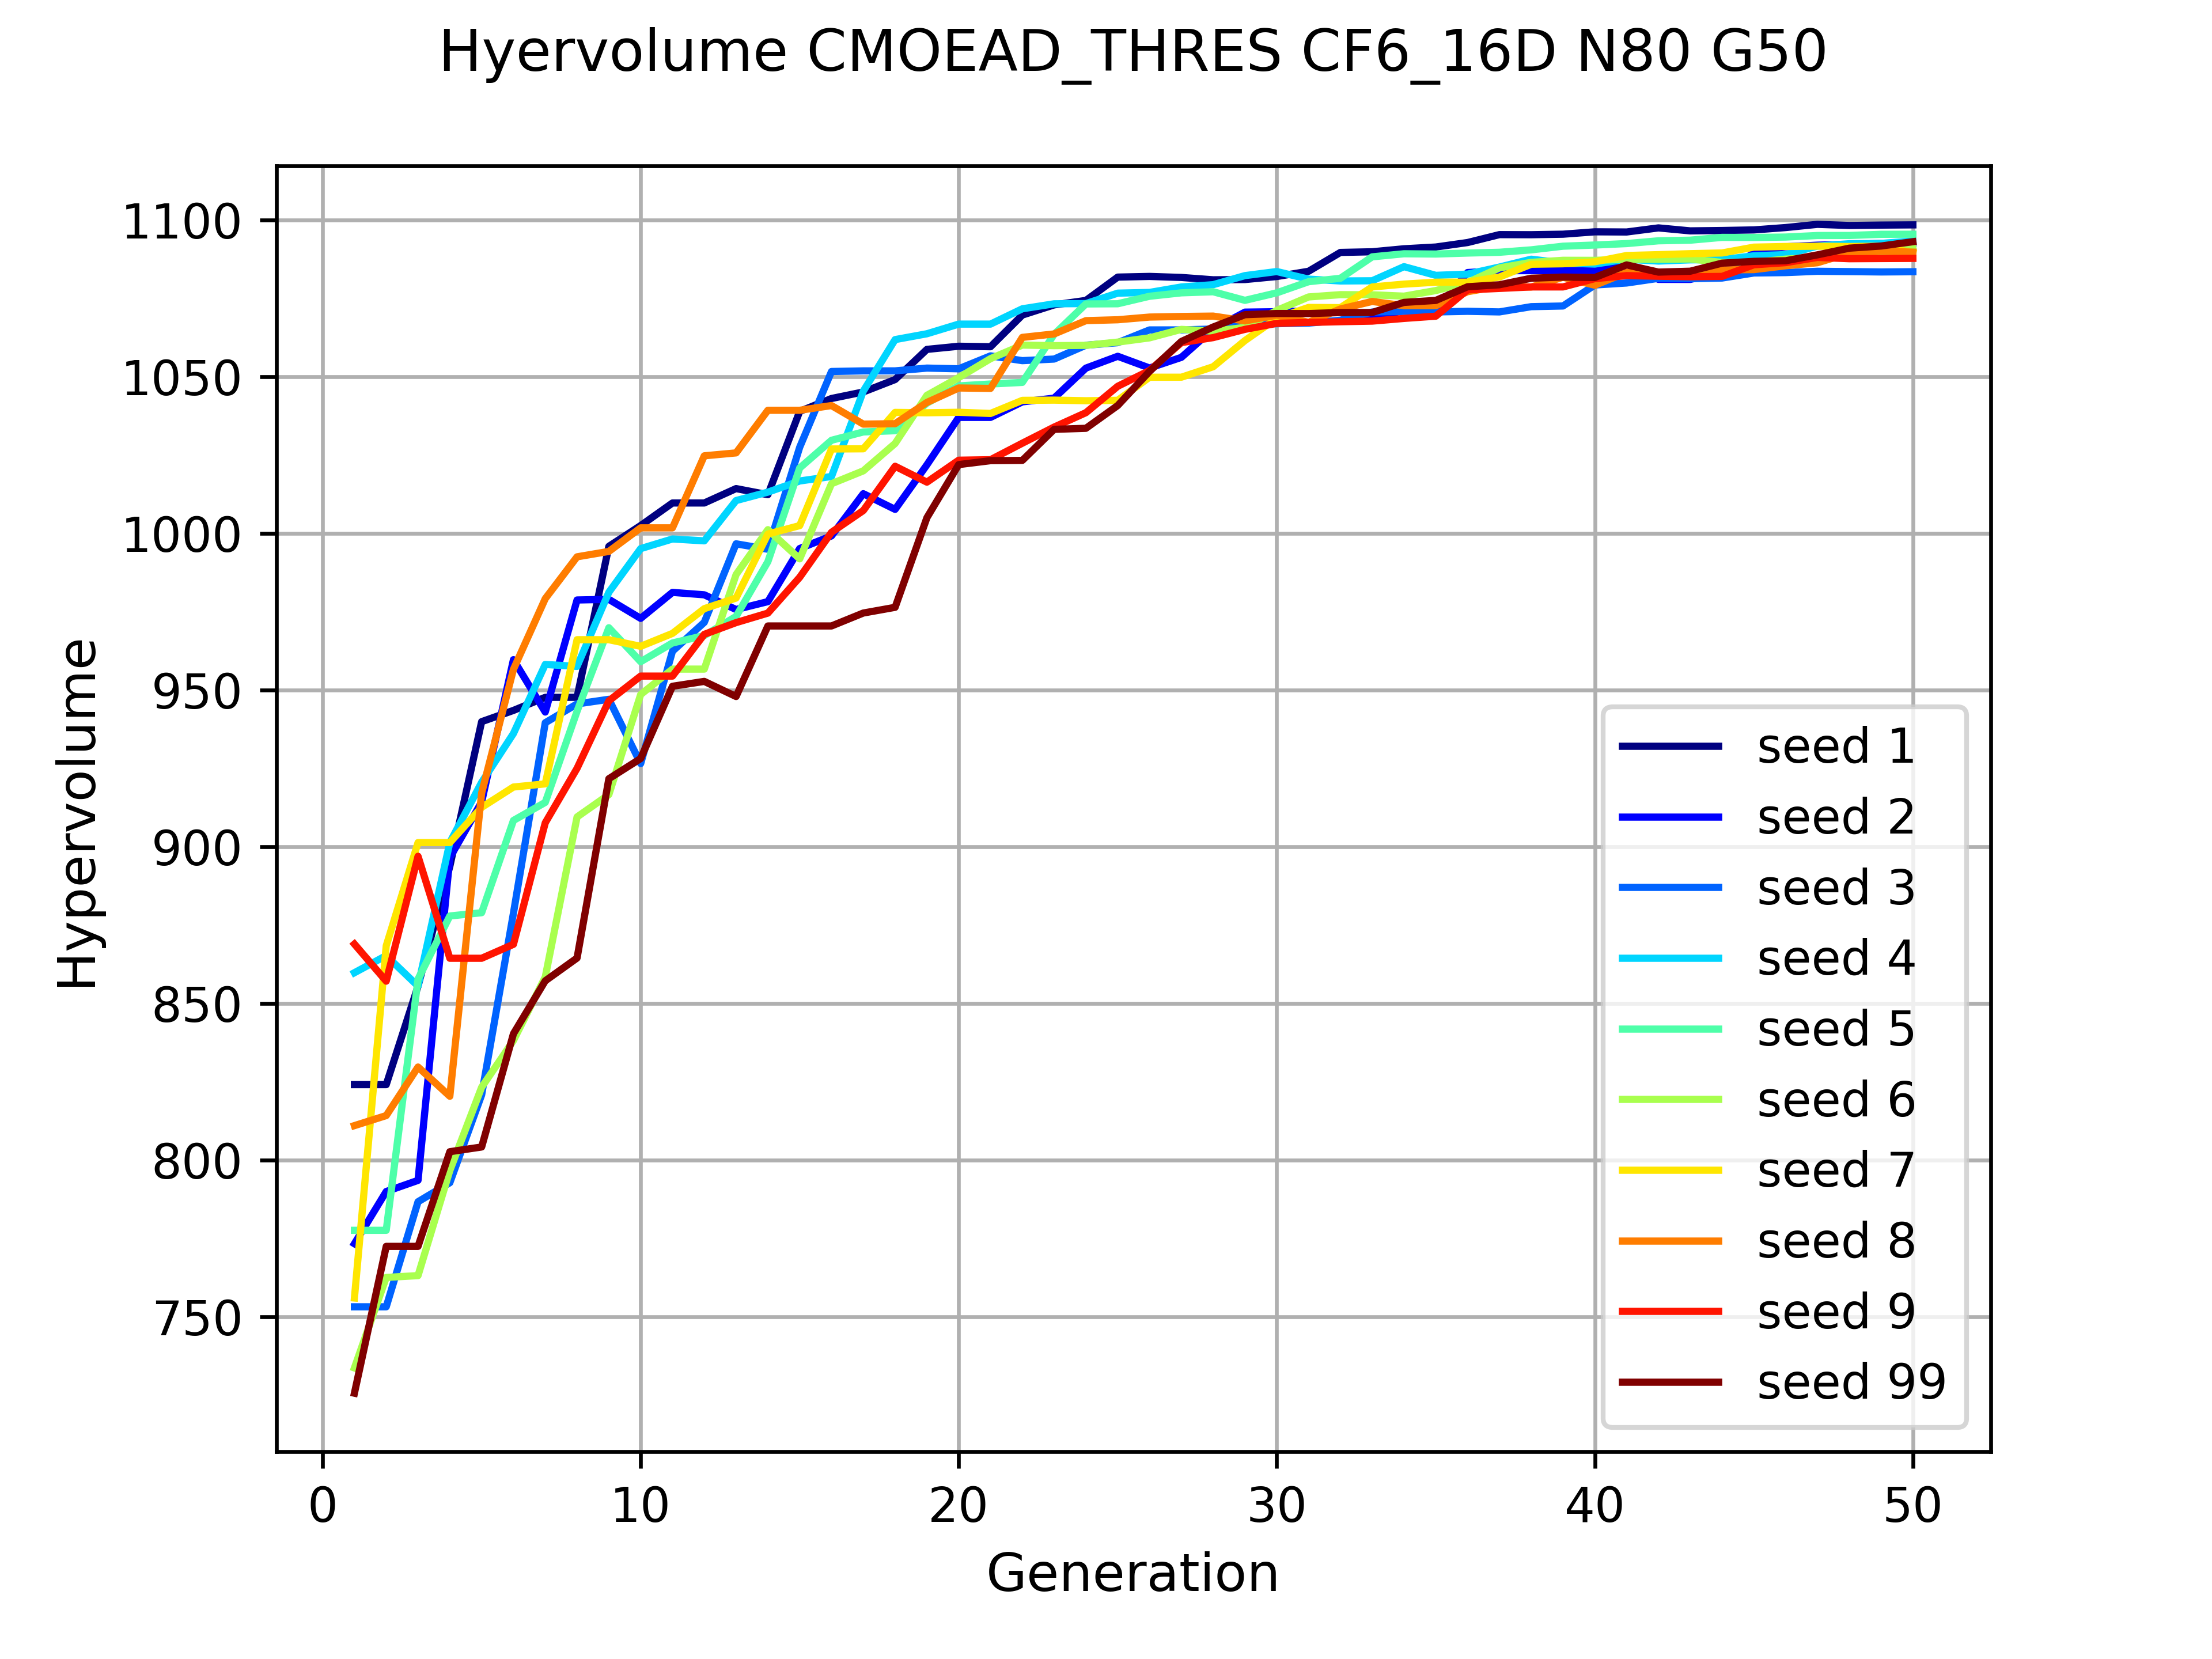 Hyervolume CMOEAD_THRES CF6_16D N80 G50
Hypervolume
1100
1050
1000
950
900
850
800
750
0 10 20 30 40 50
Generation
seed 1
seed 2
seed 3
seed 4
seed 5
seed 6
seed 7
seed 8
seed 9
seed 99